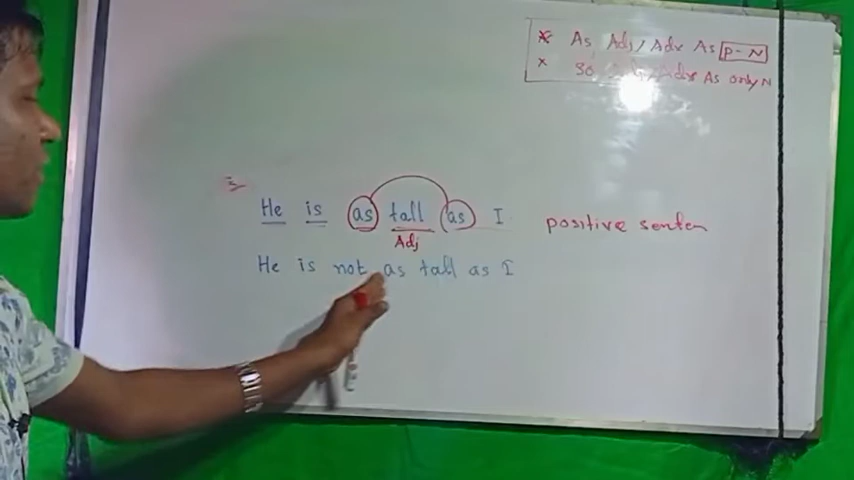 * As, Adj/Adv As P-N
* So As only N
He is as tall as I positive senten
Adj
He is not as tall as I